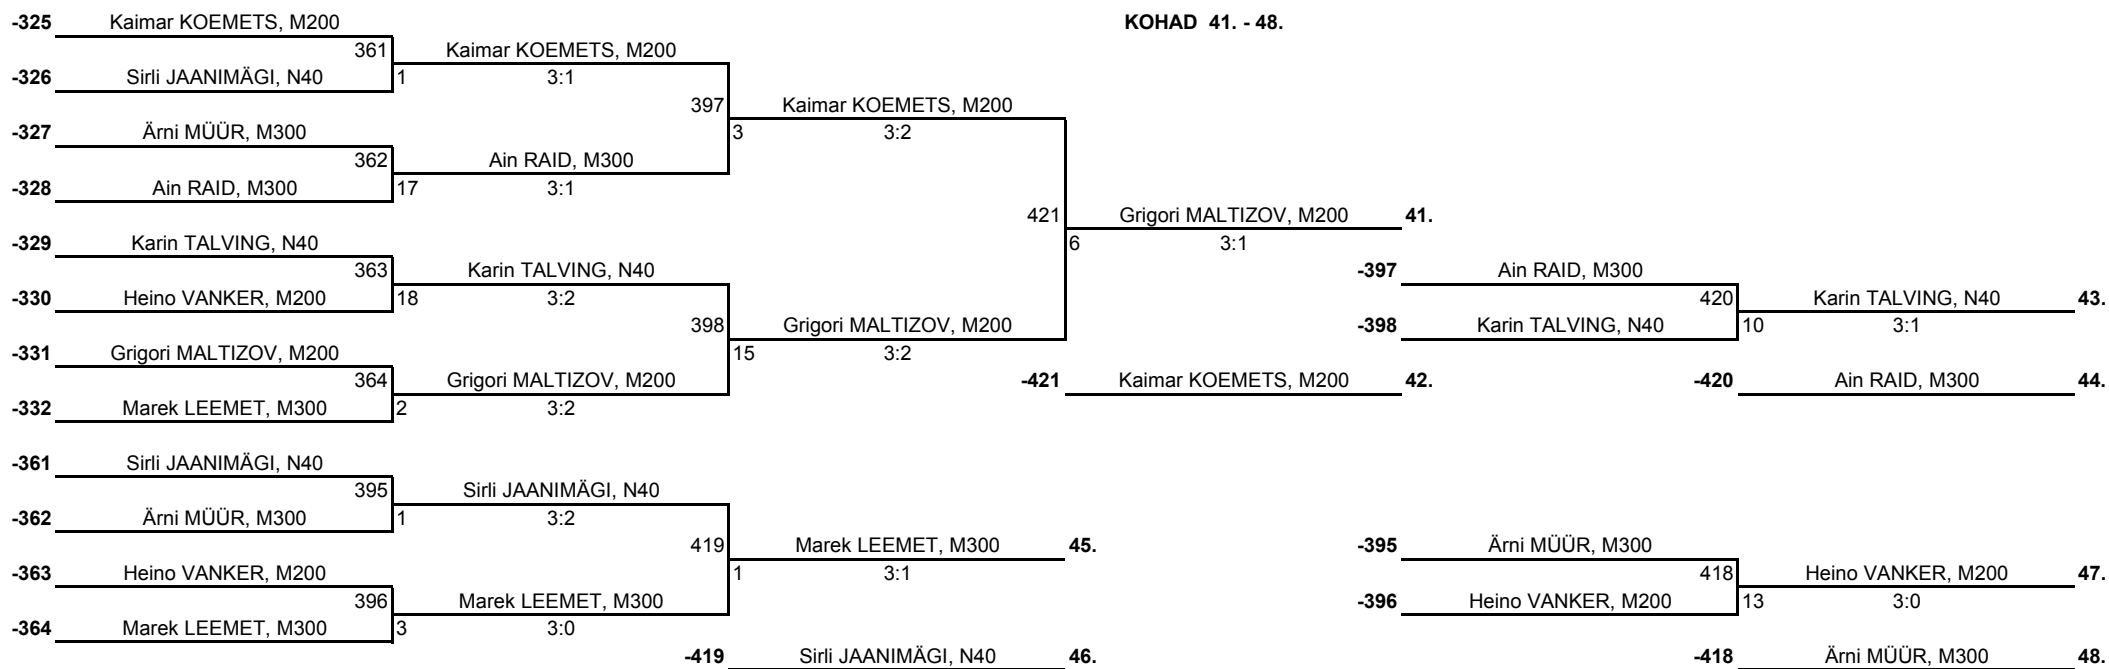 -325 Kaimar KOEMETS, M200 KOHAD 41. - 48.
361 Kaimar KOEMETS, M200
-326 Sirli JAANIMÄGI, N40 1 3:1
397 Kaimar KOEMETS, M200
-327 Ärni MÜÜR, M300 3 3:2
362 Ain RAID, M300
-328 Ain RAID, M300 17 3:1
421 Grigori MALTIZOV, M200 41.
-329 Karin TALVING, N40 6 3:1
363 Karin TALVING, N40 -397 Ain RAID, M300
-330 Heino VANKER, M200 18 3:2 420 Karin TALVING, N40 43.
398 Grigori MALTIZOV, M200 -398 Karin TALVING, N40 10 3:1
-331 Grigori MALTIZOV, M200 15 3:2
364 Grigori MALTIZOV, M200 -421 Kaimar KOEMETS, M200 42. -420 Ain RAID, M300 44.
-332 Marek LEEMET, M300 2 3:2
-361 Sirli JAANIMÄGI, N40
395 Sirli JAANIMÄGI, N40
-362 Ärni MÜÜR, M300 1 3:2
419 Marek LEEMET, M300 45. -395 Ärni MÜÜR, M300
-363 Heino VANKER, M200 1 3:1 418 Heino VANKER, M200 47.
396 Marek LEEMET, M300 -396 Heino VANKER, M200 13 3:0
-364 Marek LEEMET, M300 3 3:0
-419 Sirli JAANIMÄGI, N40 46. -418 Ärni MÜÜR, M300 48.